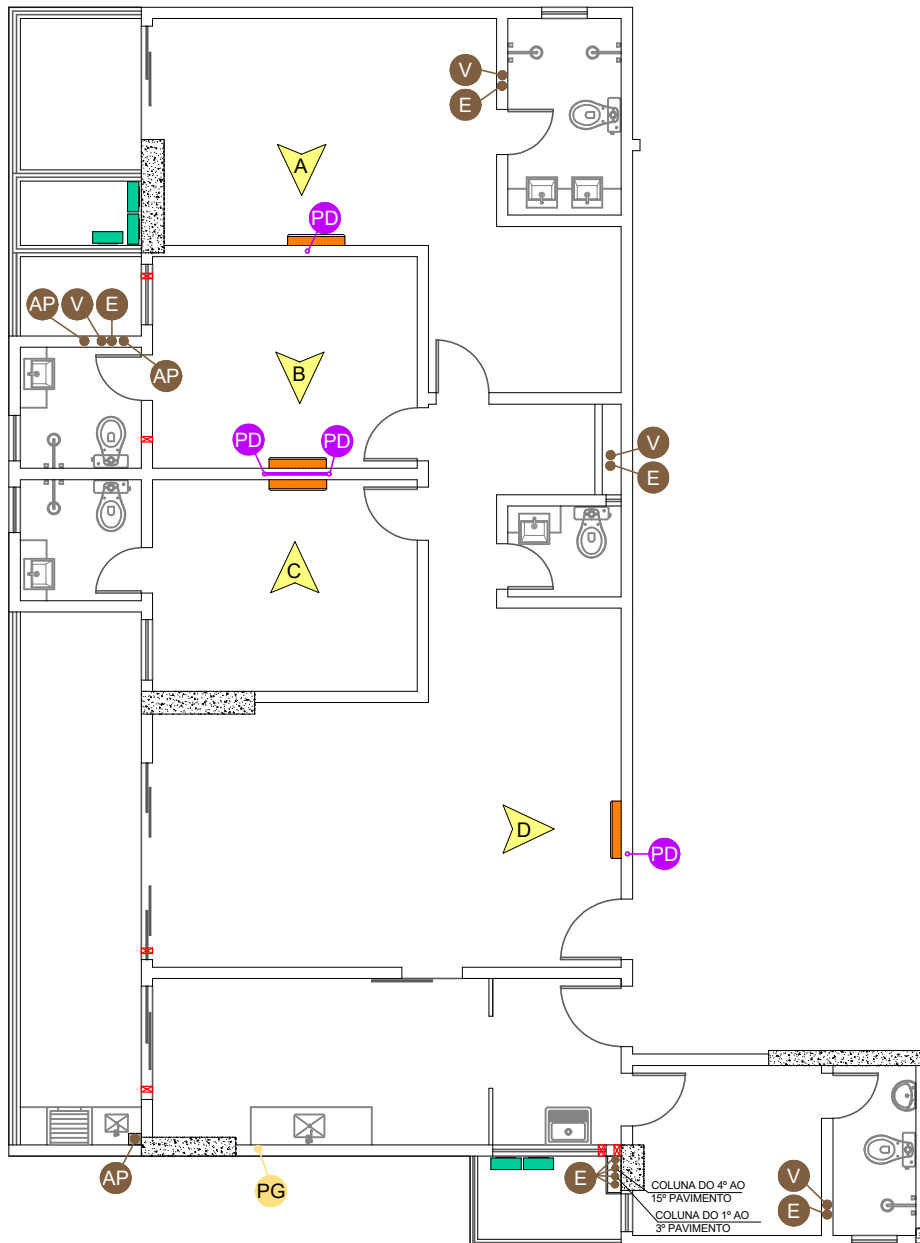 V
E
A
PD
AP
V
E
AP
B
PD
PD
V
E
C
D
PD
AP
PG
E
COLUNA DO 4º AO
15º PAVIMENTO
COLUNA DO 1º AO
3º PAVIMENTO
V
E